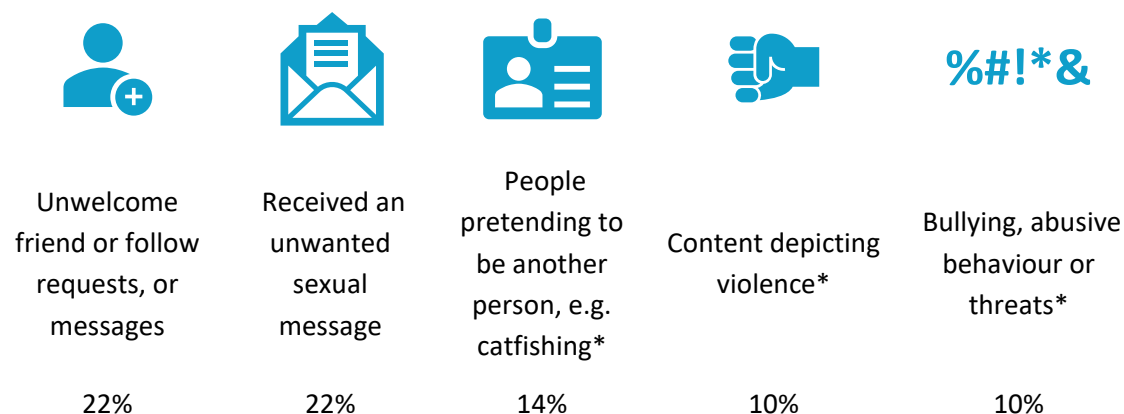 %#!*&
Unwelcome
friend or follow
requests, or
messages
Received an
unwanted
sexual
message
People
pretending to
be another
person, e.g.
catfishing*
Content depicting
violence*
Bullying, abusive
behaviour or
threats*
22%
22%
14%
10%
10%